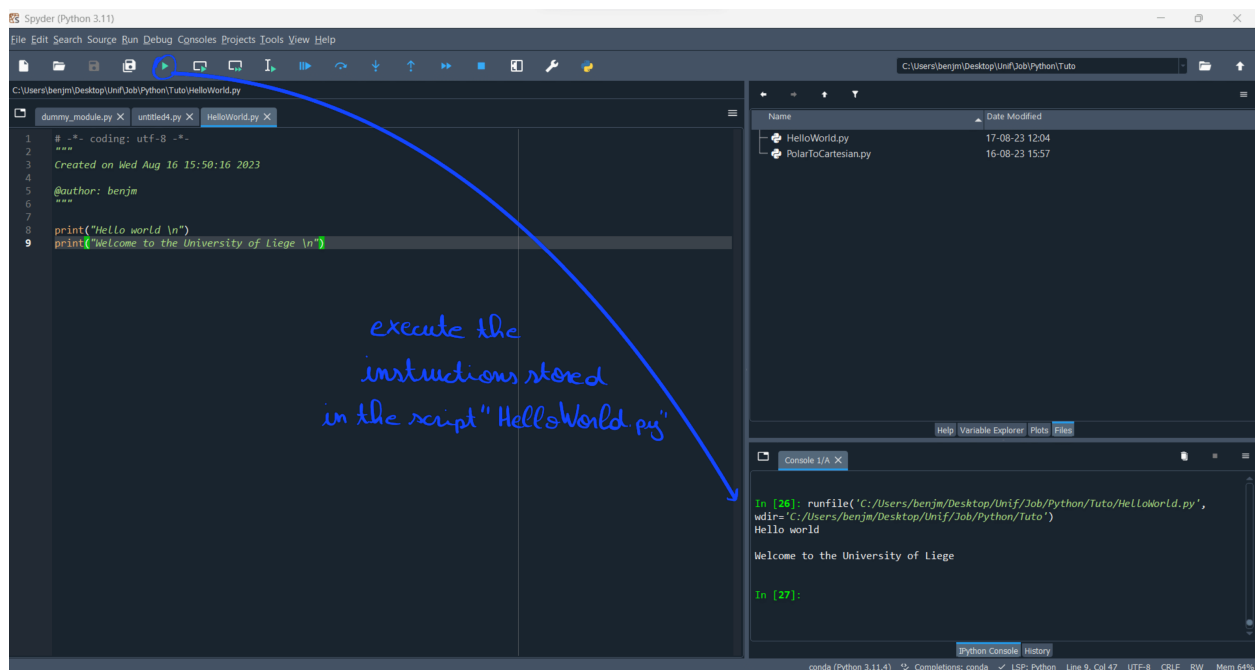 Spyder (Python 3.11)
File Edit Search Source Run Debug Consoles Projects Tools View Help
C:\Users\benjm\Desktop\Unif\Job\Python\Tuto
C:\Users\benjm\Desktop\Unif\Job\Python\Tuto\HelloWorld.py
dummy_module.py X untitled4.py X HelloWorld.py X
1 # -*- coding: utf-8 -*-
2 """
3 Created on Wed Aug 16 15:50:16 2023
4
5 @author: benjm
6 """
7
8 print("Hello world \n")
9 print("Welcome to the University of Liege \n")
execute the
instructions stored
in the script "HelloWorld.py"
Name Date Modified
HelloWorld.py 17-08-23 12:04
PolarToCartesian.py 16-08-23 15:57
Help Variable Explorer Plots Files
Console 1/A X
In [26]: runfile('C:/Users/benjm/Desktop/Unif/Job/Python/Tuto/HelloWorld.py',
wdir='C:/Users/benjm/Desktop/Unif/Job/Python/Tuto')
Hello world
Welcome to the University of Liege
In [27]:
IPython Console History
conda (Python 3.11.4) Completions: conda LSP: Python Line 9, Col 47 UTF-8 CRLF RW Mem 64%